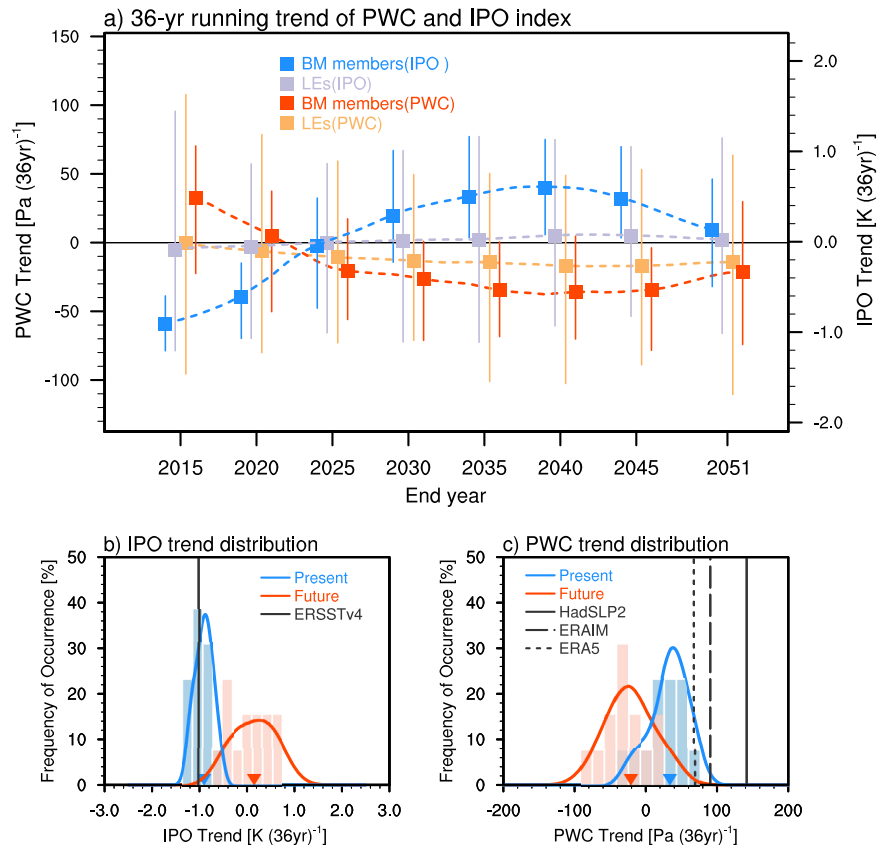 a) 36-yr running trend of PWC and IPO index
150
100
50
0
-50
-100
PWC Trend [Pa (36yr)⁻¹]
BM members(IPO )
LEs(IPO)
BM members(PWC)
LEs(PWC)
2.0
1.0
0.0
-1.0
-2.0
IPO Trend [K (36yr)⁻¹]
2015 2020 2025 2030 2035 2040 2045 2051
End year
b) IPO trend distribution
50
40
30
20
10
0
Frequency of Occurrence [%]
Present
Future
ERSSTv4
-3.0 -2.0 -1.0 0.0 1.0 2.0 3.0
IPO Trend [K (36yr)⁻¹]
c) PWC trend distribution
50
40
30
20
10
0
Frequency of Occurrence [%]
Present
Future
HadSLP2
ERAIM
ERA5
-200 -100 0 100 200
PWC Trend [Pa (36yr)⁻¹]